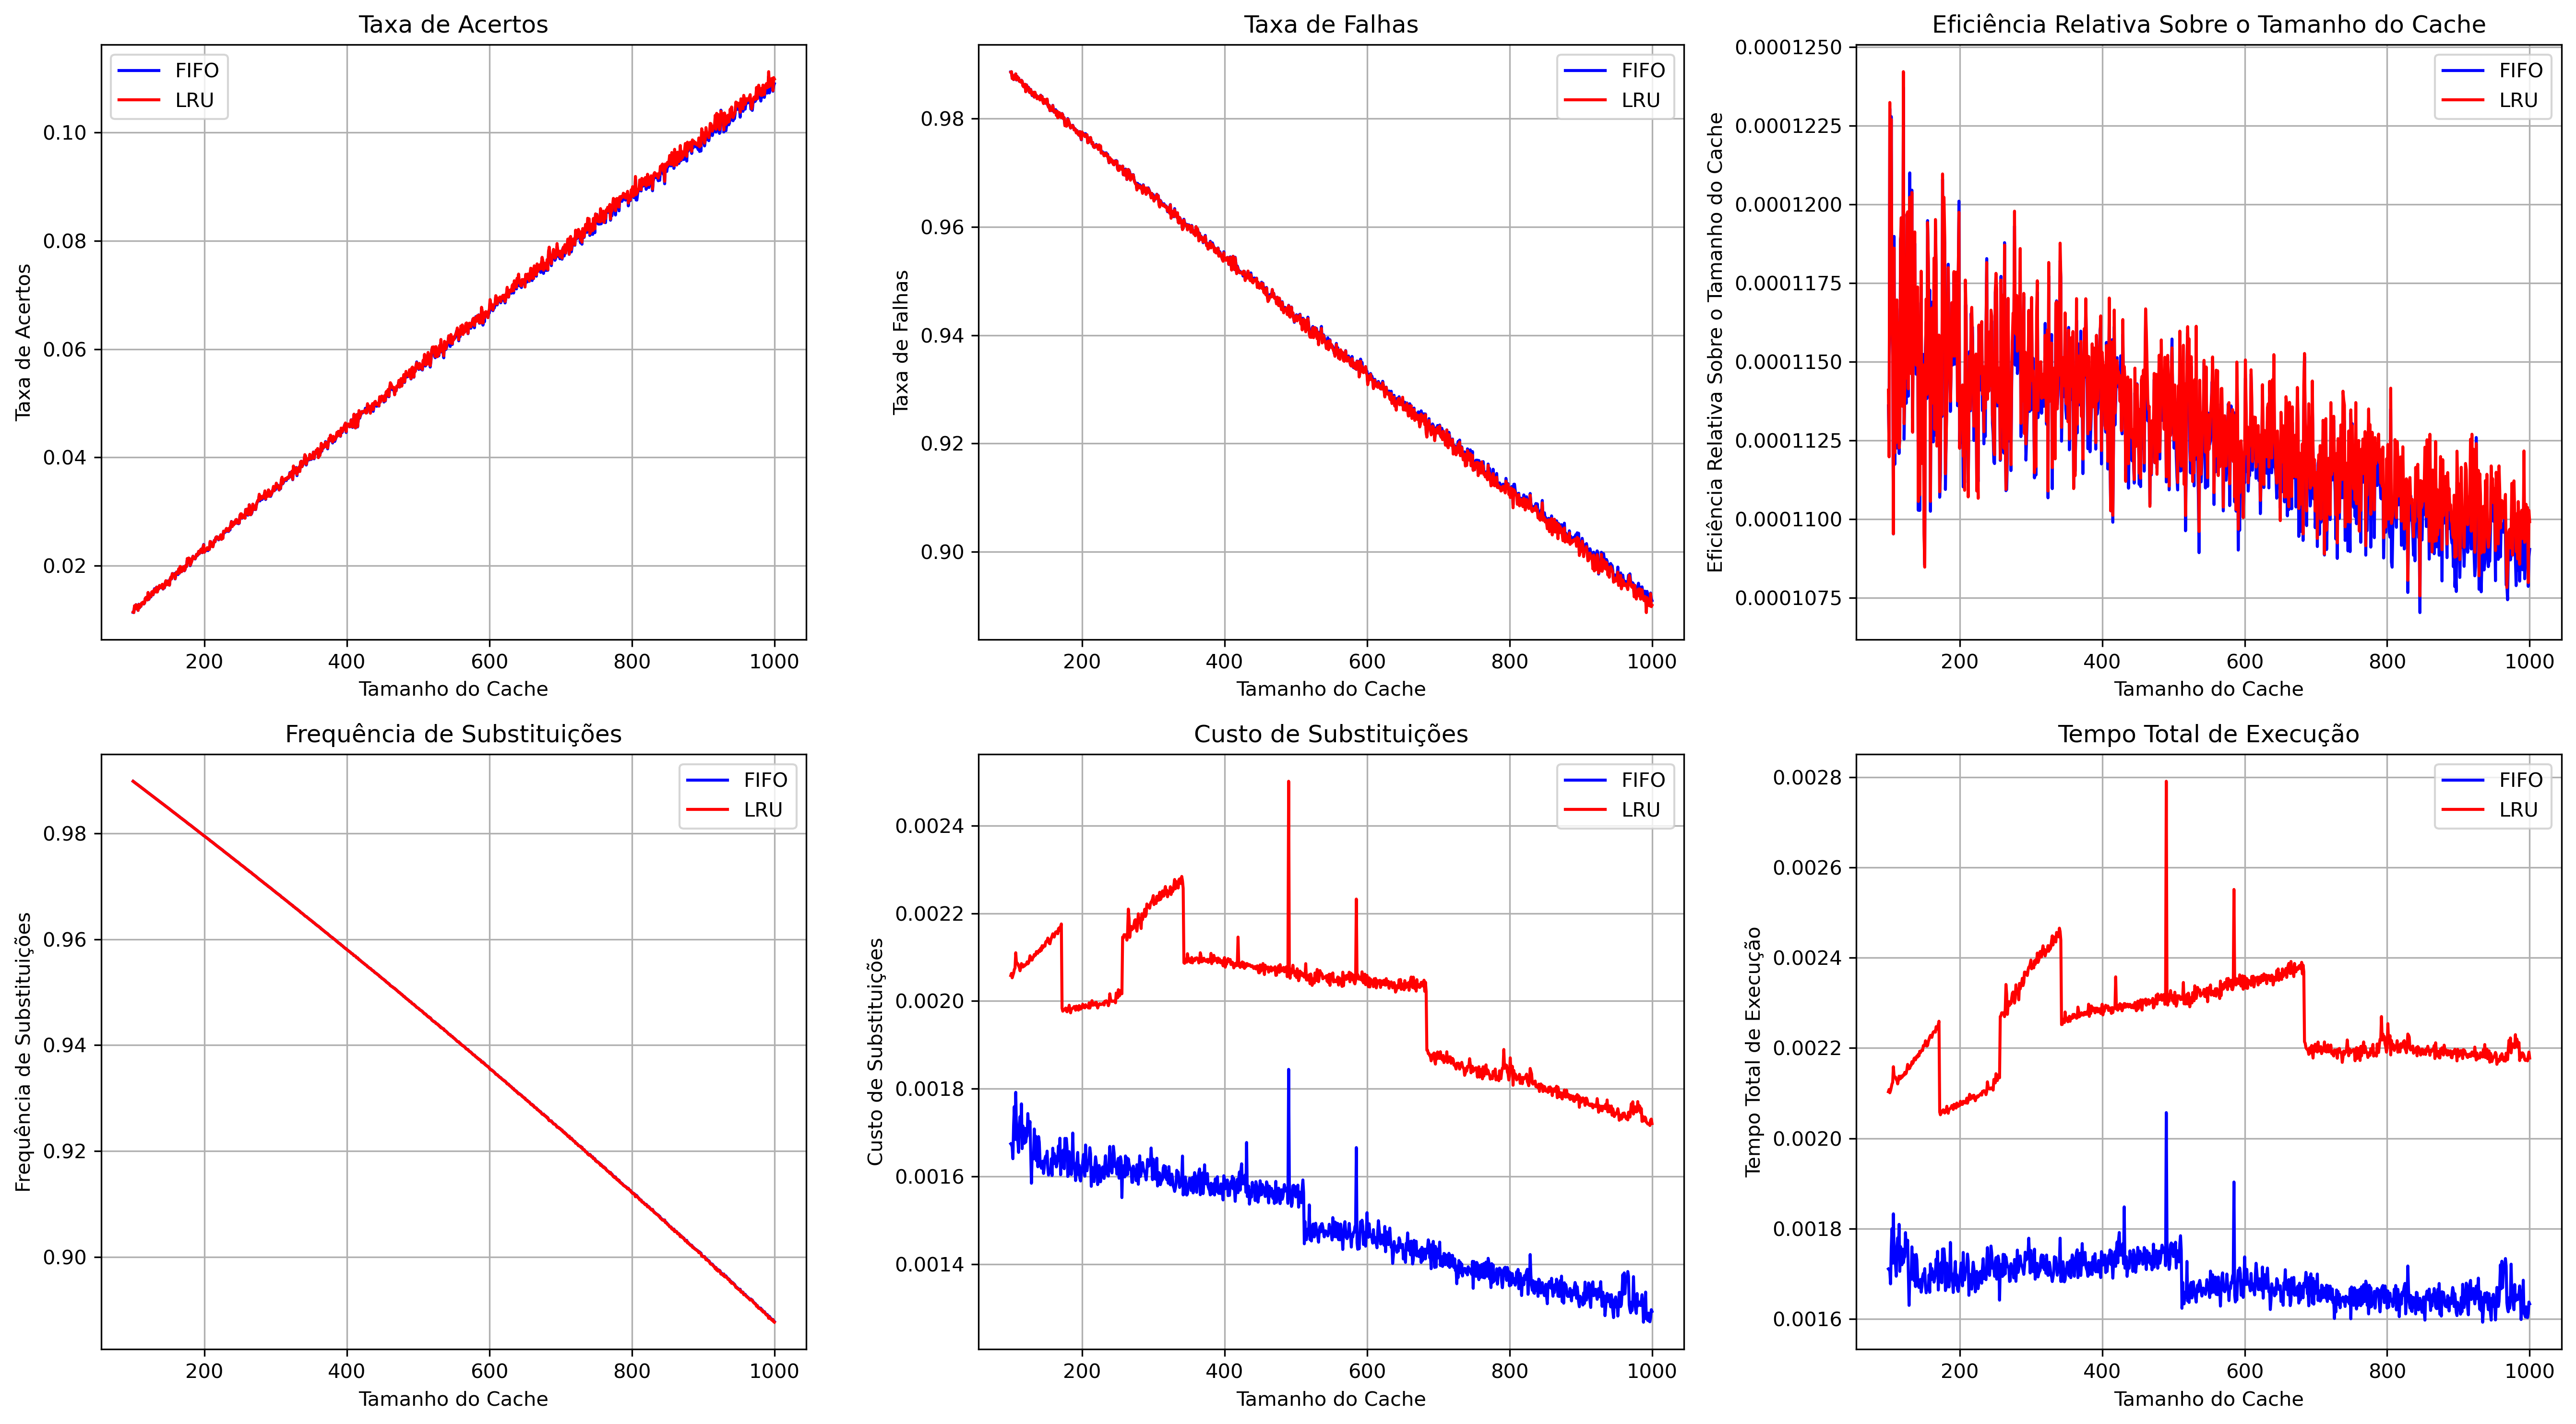 Taxa de Acertos
FIFO
LRU
Taxa de Acertos
0.10
0.08
0.06
0.04
0.02
200 400 600 800 1000
Tamanho do Cache
Taxa de Falhas
FIFO
LRU
Taxa de Falhas
0.98
0.96
0.94
0.92
0.90
200 400 600 800 1000
Tamanho do Cache
Eficiência Relativa Sobre o Tamanho do Cache
FIFO
LRU
Eficiência Relativa Sobre o Tamanho do Cache
0.0001250
0.0001225
0.0001200
0.0001175
0.0001150
0.0001125
0.0001100
0.0001075
200 400 600 800 1000
Tamanho do Cache
Frequência de Substituições
FIFO
LRU
Frequência de Substituições
0.98
0.96
0.94
0.92
0.90
200 400 600 800 1000
Tamanho do Cache
Custo de Substituições
FIFO
LRU
Custo de Substituições
0.0024
0.0022
0.0020
0.0018
0.0016
0.0014
200 400 600 800 1000
Tamanho do Cache
Tempo Total de Execução
FIFO
LRU
Tempo Total de Execução
0.0028
0.0026
0.0024
0.0022
0.0020
0.0018
0.0016
200 400 600 800 1000
Tamanho do Cache